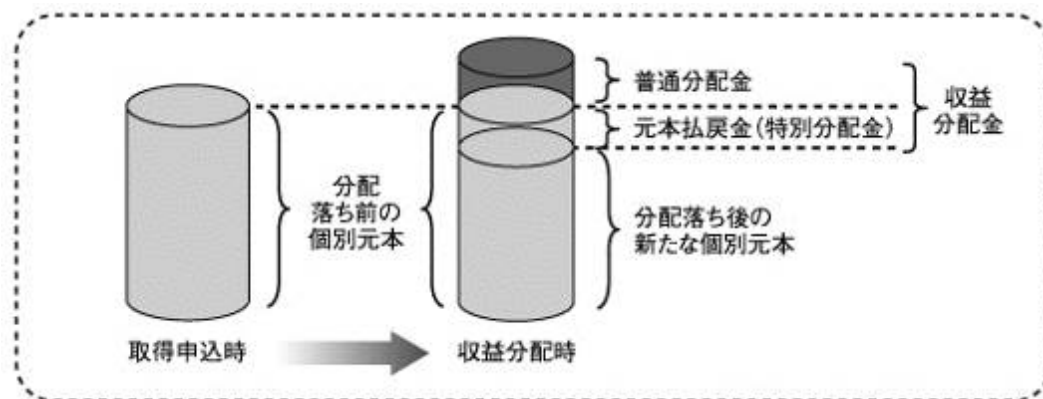 普通分配金
元本払戻金(特別分配金)
収益
分配金
分配
落ち前の
個別元本
分配落ち後の
新たな個別元本
取得申込時
収益分配時